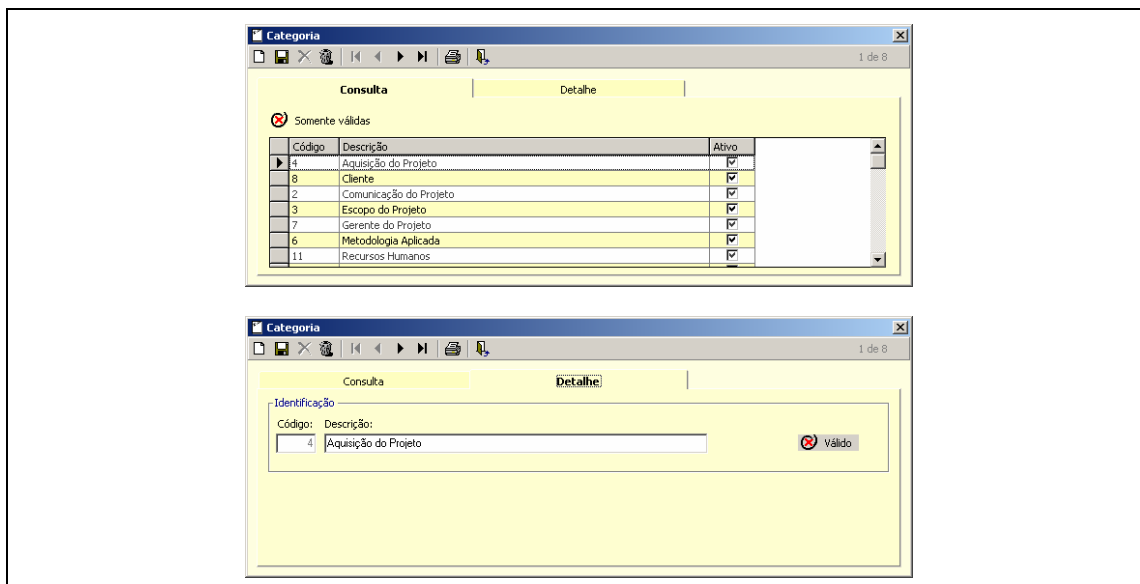 Categoria
1 de 8
Consulta Detalhe
Somente válidas
Código Descrição Ativo
4 Aquisição do Projeto
8 Cliente
2 Comunicação do Projeto
3 Escopo do Projeto
7 Gerente do Projeto
6 Metodologia Aplicada
11 Recursos Humanos
Categoria
1 de 8
Consulta Detalhe
Identificação
Código: Descrição:
4 Aquisição do Projeto Válido